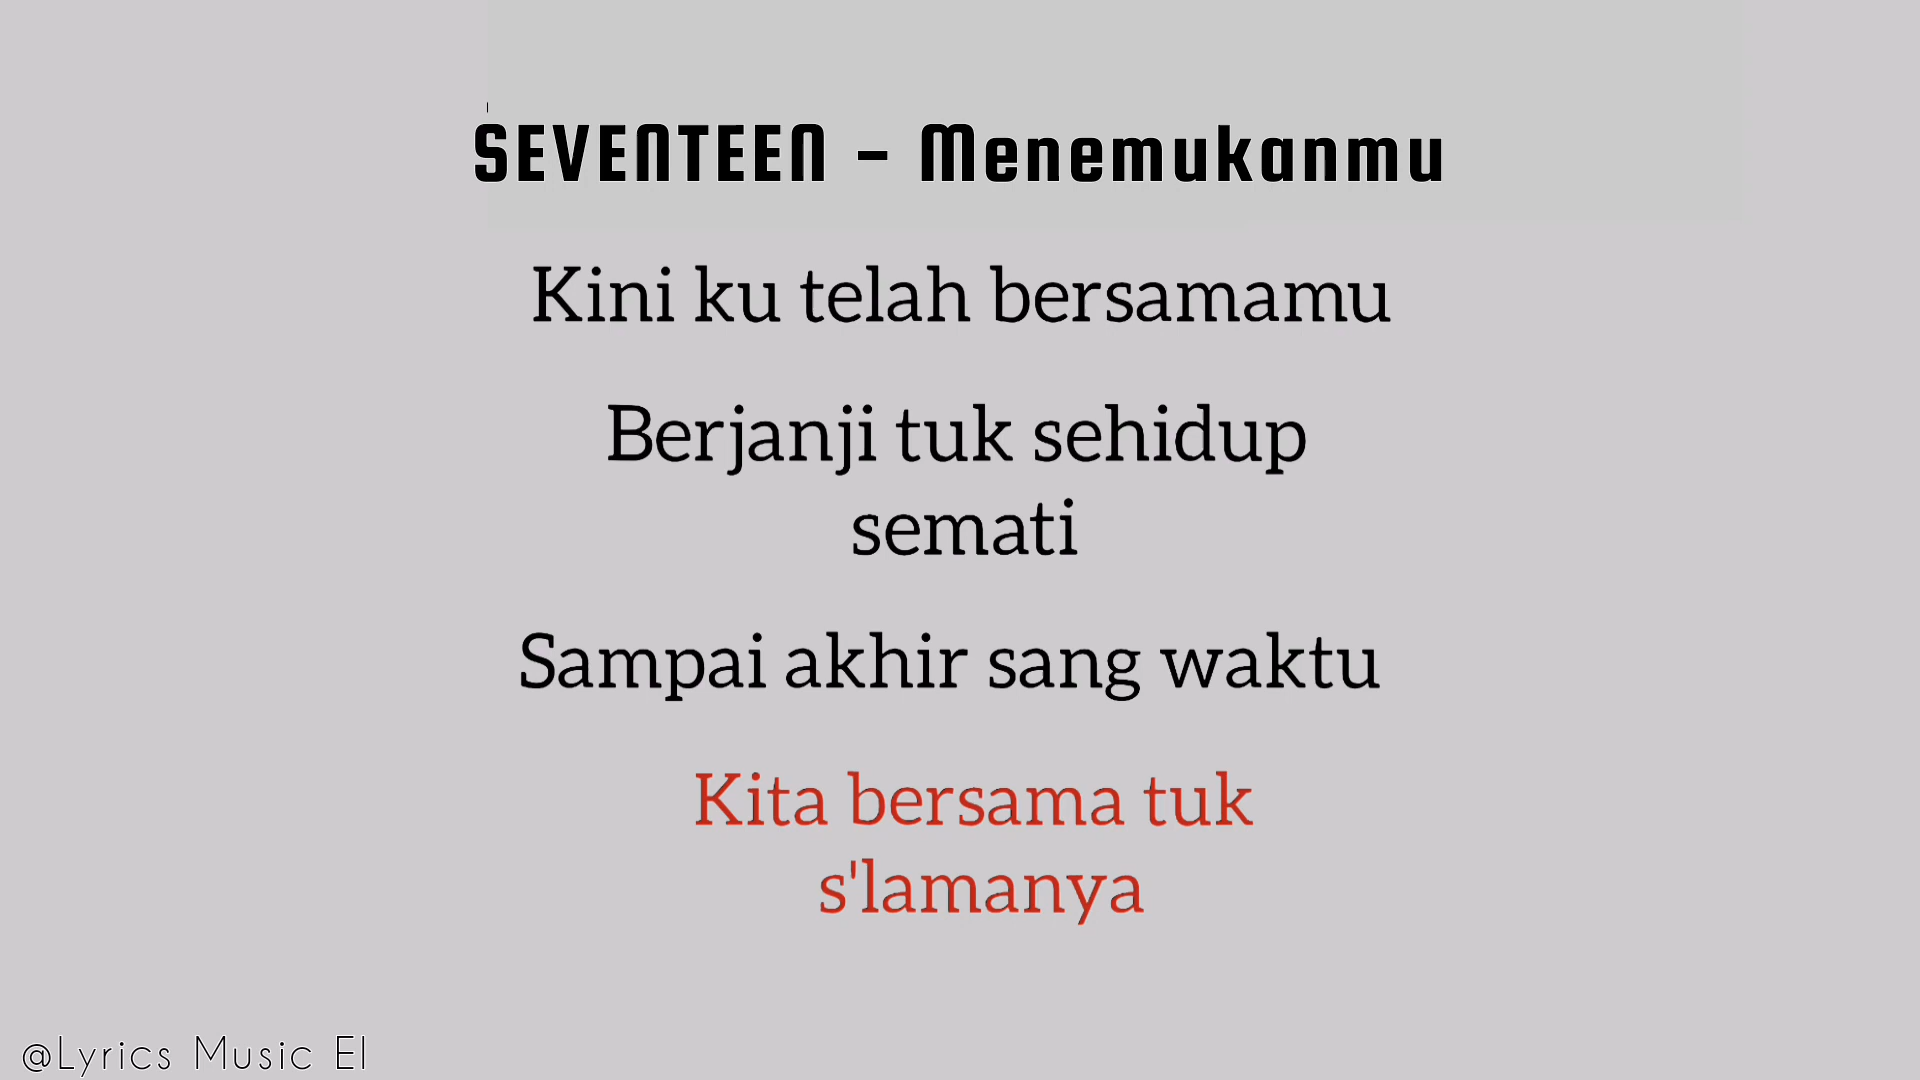 SEVENTEEN - Menemukanmu
Kini ku telah bersamamu
Berjanji tuk sehidup
semati
Sampai akhir sang waktu
Kita bersama tuk
s'lamanya
@Lyrics Music El